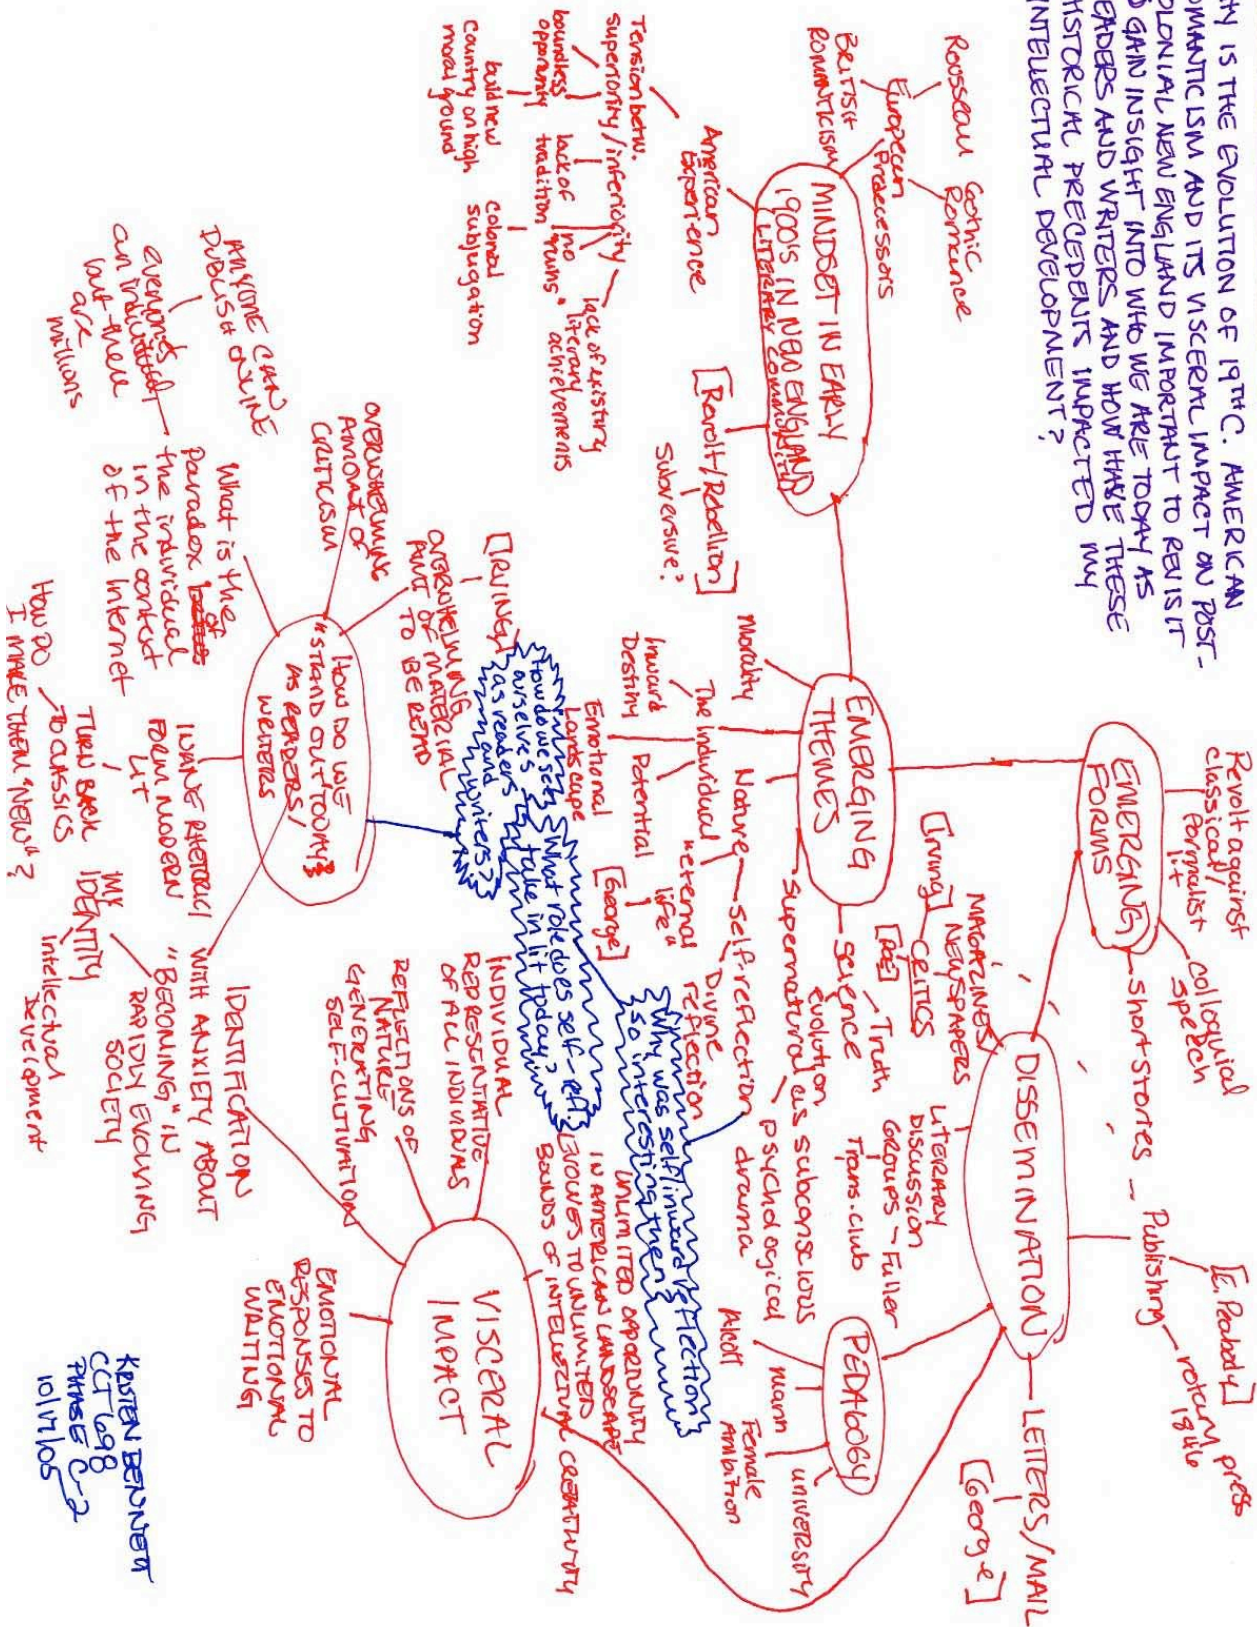 HY IS THE EVOLUTION OF 19THC. AMERICAN
OMANTICISM AND ITS VISCERAL IMPACT ON POST-
OLONIAL NEW ENGLAND IMPORTANT TO REVISIT
O GAIN INSIGHT INTO WHO WE ARE TODAY AS
EADERS AND WRITERS AND HOW HAVE THESE
HISTORICAL PRECEDENTS IMPACTED MY
INTELLECTUAL DEVELOPMENT?
Revolt against
classical/
formalist
lit
colloquial
speech
EMERGING
FORMS
short stories - Publishing - rotary press
1846
[E. Peabody]
Rousseau
Gothic
Romance
European
Predecessors
BRITISH
ROMANTICISM
MINDSET IN EARLY
1900'S IN NEW ENGLAND
LITERARY COMMUNITY
American
Experience
Tension betw.
superiority/inferiority
boundless
opportunity
lack of
tradition
no
"ruins"
lack of existing
literary
achievements
build new
country on high
moral ground
colonial
subjugation
[Revolt/Rebellion]
Subversive?
EMERGING
THEMES
Morality
The Individual
Inward
Destiny
Potential
Emotional
Landscape
Nature - self-reflection
"eternal
life"
[George]
Divine
reflection
Science - Truth
evolution
supernatural as subconscious
psychological
drama
DISSEMINATION
MAGAZINES/
NEWSPAPERS
CRITICS
[Irving]
[Poe]
LITERARY
DISCUSSION
GROUPS - Fuller
Trans. club
LETTERS/MAIL
[George]
PEDAGOGY
Alcott
Mann
UNIVERSITY
Female
Ambition
Why was self/inward reflection
so interesting then?
How do we see
ourselves
as readers
and writers?
What role does self-refl.
take in lit today?
VISCERAL
IMPACT
UNLIMITED OPPORTUNITY
IN AMERICAN LANDSCAPE
EVOLVES TO UNLIMITED
BOUNDS OF INTELLECTUAL CREATIVITY
INDIVIDUAL
REPRESENTATIVE
OF ALL INDIVIDUALS
REFLECTIONS OF
NATURE
GENERATING
SELF-CULTIVATION
IDENTIFICATION
WITH ANXIETY ABOUT
"BECOMING" IN
RAPIDLY EVOLVING
SOCIETY
MY
IDENTITY
Intellectual
Development
EMOTIONAL
RESPONSES TO
EMOTIONAL
WRITING
HOW DO WE
"STAND OUT" TODAY
AS READERS/
WRITERS
[IRVING]
OVERWHELMING
AMT OF MATERIAL
TO BE READ
OVERWHELMING
AMOUNT OF
CRITICISM
What is the
paradox of
the individual
in the context
of the internet
ANYONE CAN
PUBLISH ONLINE
everyone's
an individual
but there
are
millions
INANE RHETORIC/
FORM MODERN
LIT
TURN BACK
TO CLASSICS
HOW DO
I MAKE THEM "NEW"?
KRISTEN BENNETT
CCT 698
PHASE C-2